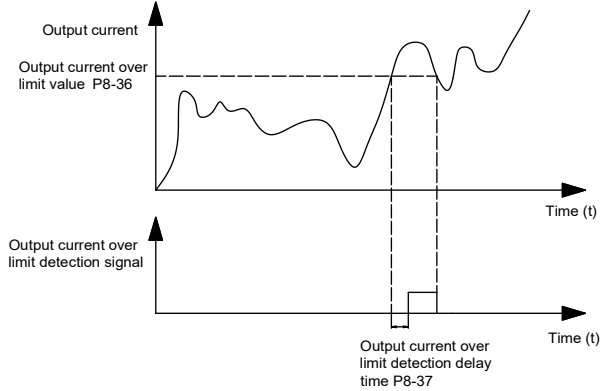 Output current
Output current over
limit value  P8-36
Time (t)
Output current over
limit detection signal
Time (t)
Output current over
limit detection delay
time P8-37